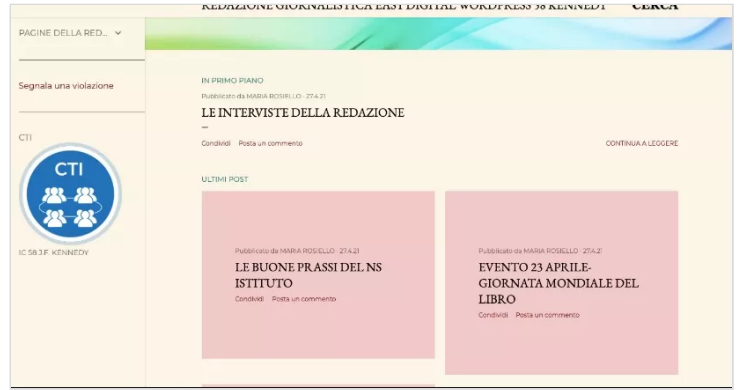 REDAZIONE GIORNALISTICA EAST DIGITAL WORDPRESS 58 KENNEDY CERCA
PAGINE DELLA RED...
Segnala una violazione
CTI
CTI
IC 58 J.F. KENNEDY
IN PRIMO PIANO
Pubblicato da MARIA ROSIELLO - 27.4.21
LE INTERVISTE DELLA REDAZIONE
Condividi Posta un commento CONTINUA A LEGGERE
ULTIMI POST
Pubblicato da MARIA ROSIELLO - 27.4.21
LE BUONE PRASSI DEL NS
ISTITUTO
Condividi Posta un commento
Pubblicato da MARIA ROSIELLO - 27.4.21
EVENTO 23 APRILE-
GIORNATA MONDIALE DEL
LIBRO
Condividi Posta un commento